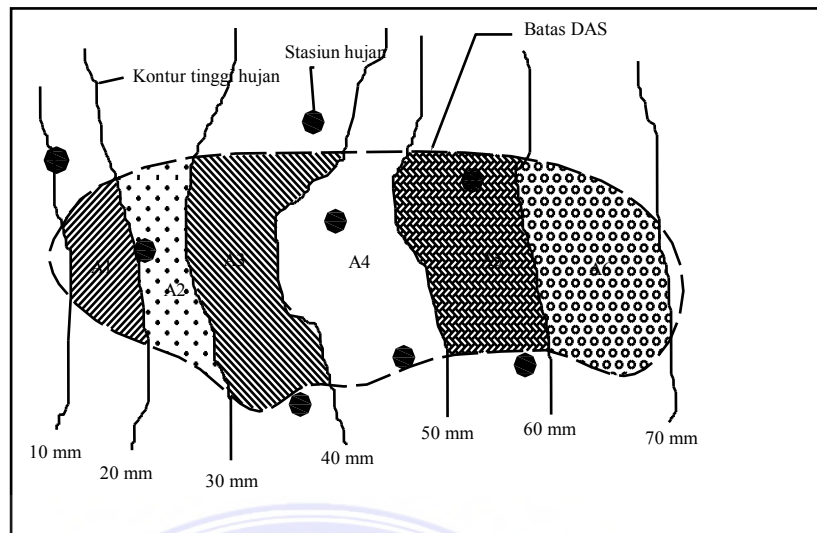 Batas DAS
Stasiun hujan
Kontur tinggi hujan
A1
A2
A3
A4
A5
A6
10 mm
20 mm
30 mm
40 mm
50 mm
60 mm
70 mm